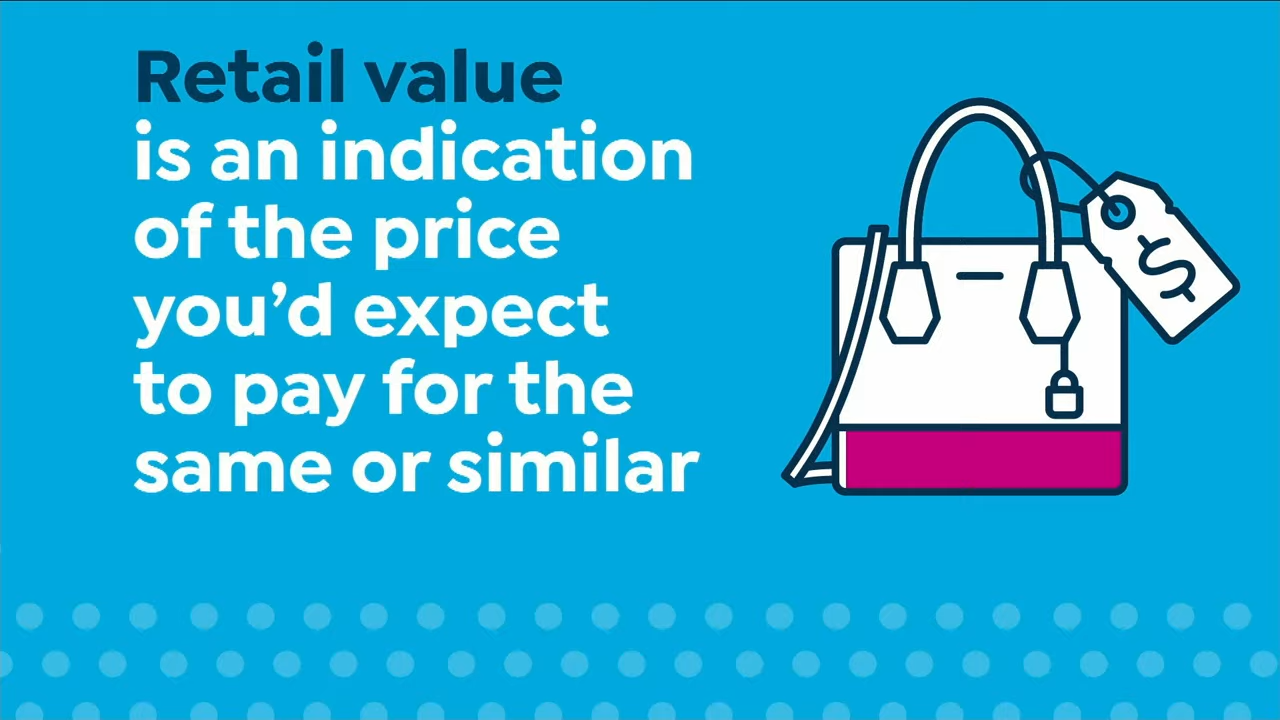 Retail value
is an indication
of the price
you’d expect
to pay for the
same or similar
$